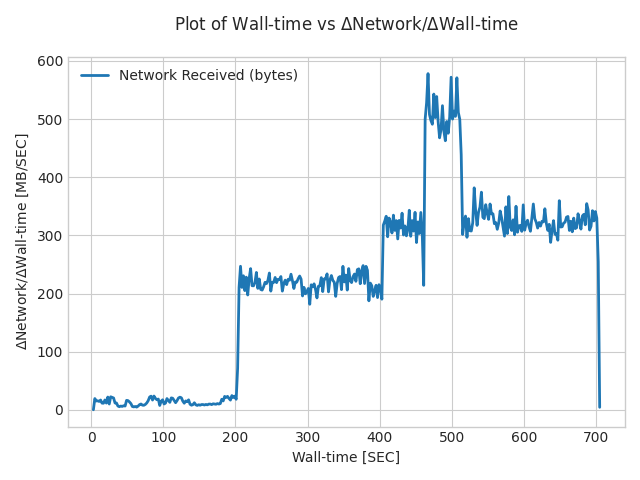 Plot of Wall-time vs ΔNetwork/ΔWall-time
Network Received (bytes)
ΔNetwork/ΔWall-time [MB/SEC]
600
500
400
300
200
100
0
0 100 200 300 400 500 600 700
Wall-time [SEC]